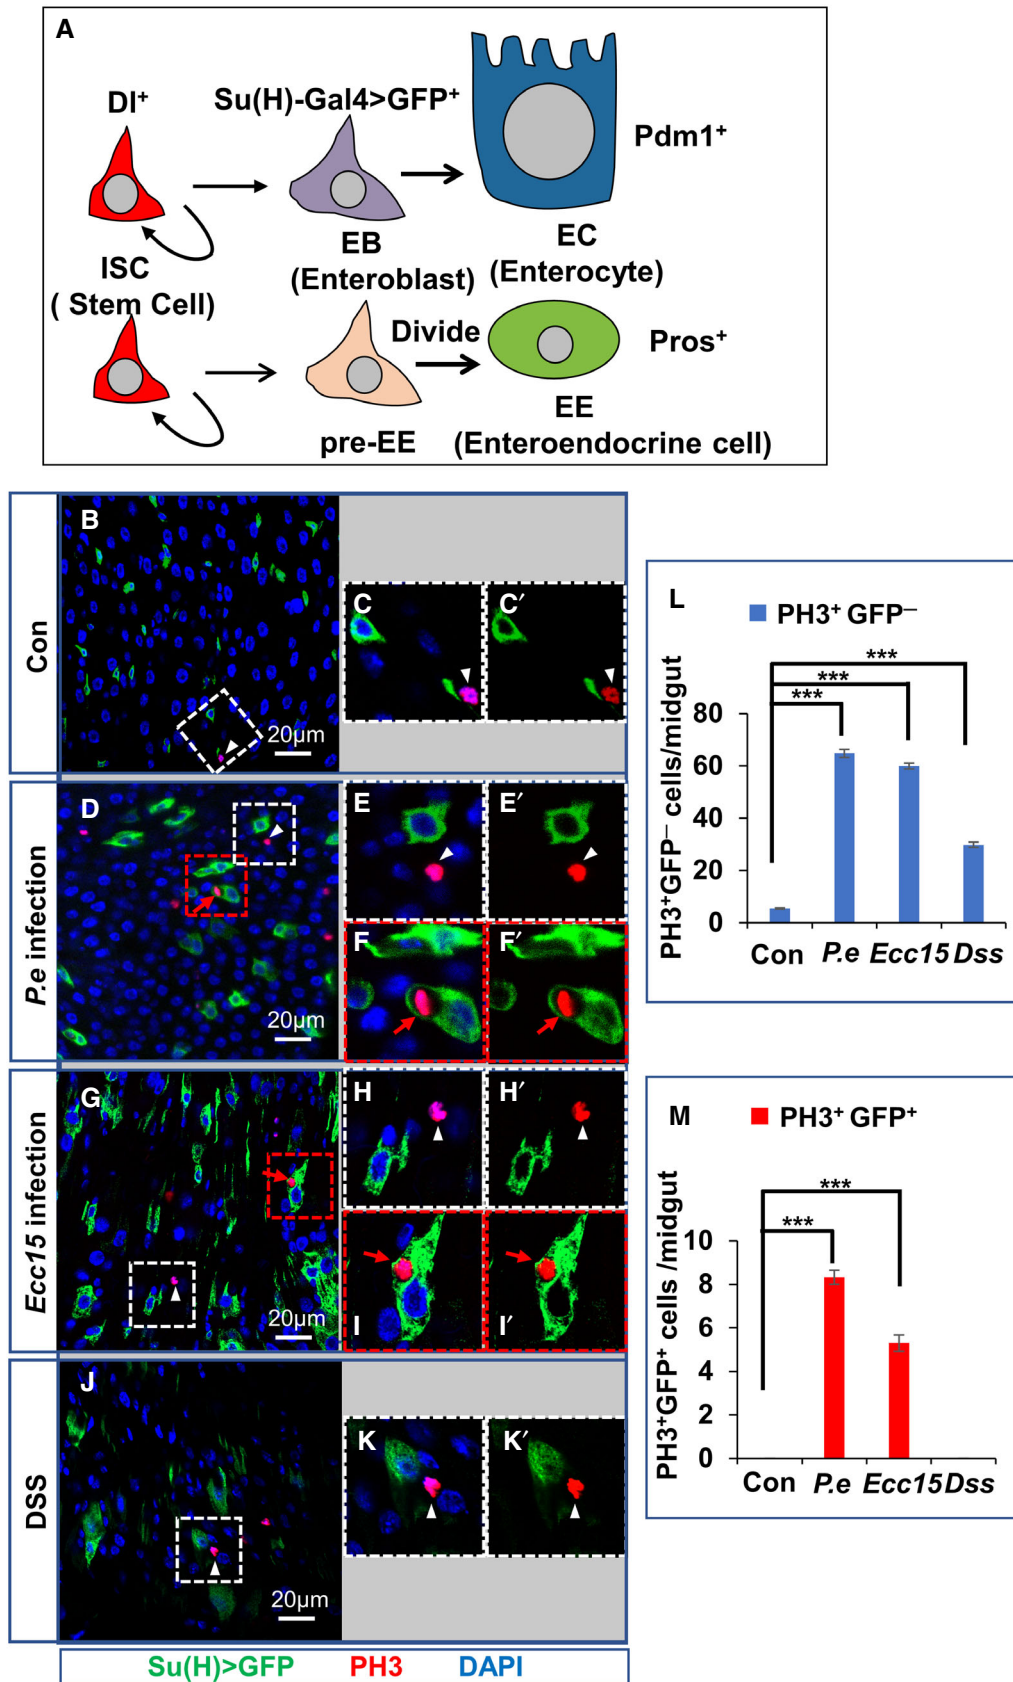 A
Dl⁺
Su(H)-Gal4>GFP⁺
Pdm1⁺
ISC
( Stem Cell)
EB
(Enteroblast)
EC
(Enterocyte)
Divide
Pros⁺
pre-EE
EE
(Enteroendocrine cell)
Con
B
20µm
C
C′
P.e infection
D
20µm
E
E′
F
F′
Ecc15 infection
G
20µm
H
H′
I
I′
DSS
J
20µm
K
K′
Su(H)>GFP PH3 DAPI
L
PH3⁺ GFP⁻
***
***
***
PH3⁺GFP⁻ cells/midgut
80
60
40
20
0
Con P.e Ecc15 Dss
M
PH3⁺ GFP⁺
***
***
PH3⁺GFP⁺ cells /midgut
10
8
6
4
2
0
Con P.e Ecc15 Dss